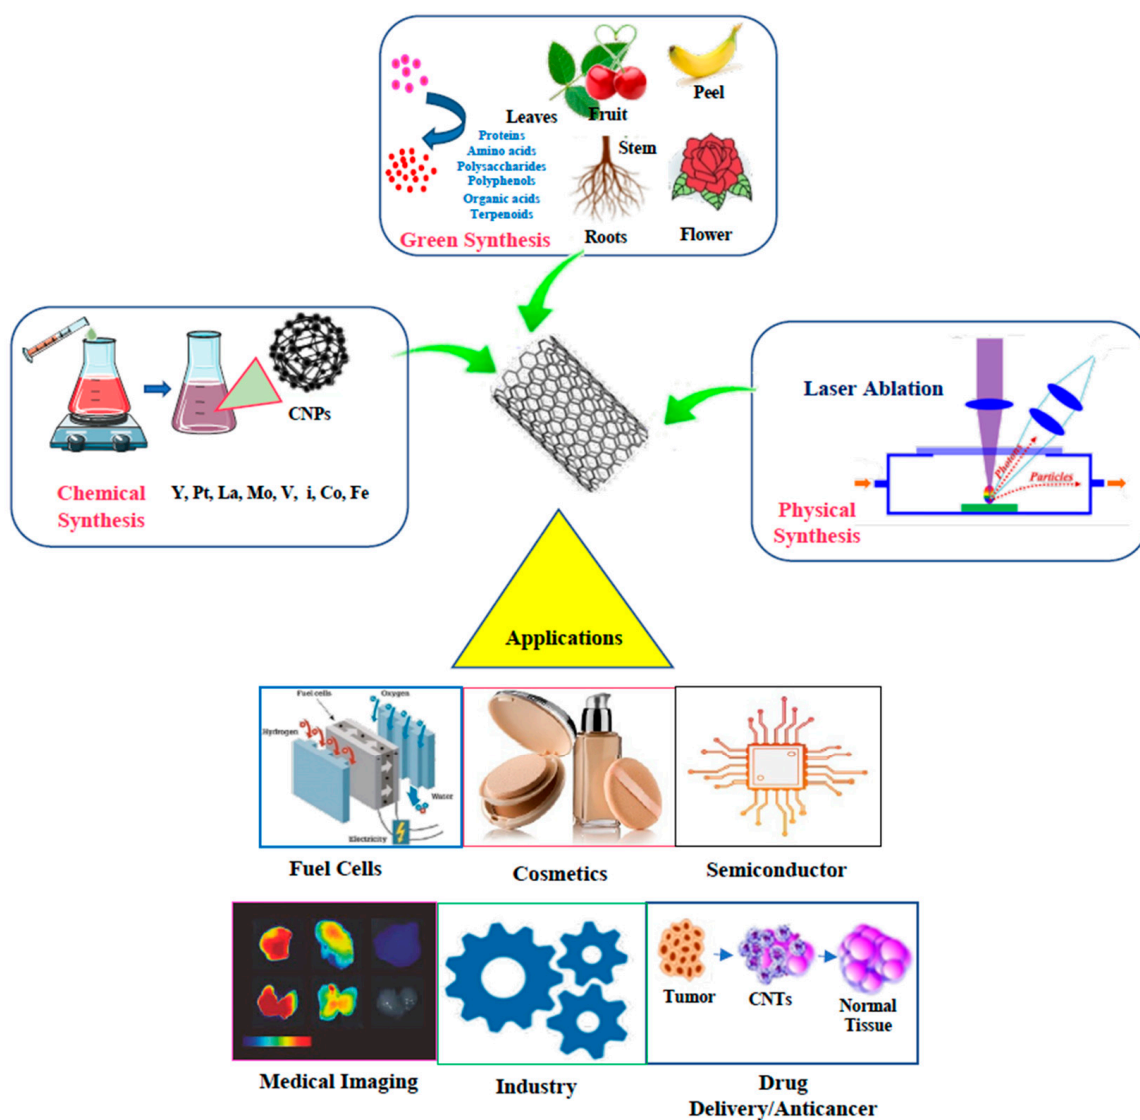 Peel
Leaves
Fruit
Proteins
Amino acids
Polysaccharides
Polyphenols
Organic acids
Terpenoids
Stem
Green Synthesis
Roots
Flower
CNPs
Chemical
Synthesis
Y, Pt, La, Mo, V, i, Co, Fe
Laser Ablation
Photons
Particles
Physical
Synthesis
Applications
Fuel cells
Oxygen
Hydrogen
Water
Electricity
Fuel Cells
Cosmetics
Semiconductor
Tumor
CNTs
Normal
Tissue
Medical Imaging
Industry
Drug
Delivery/Anticancer